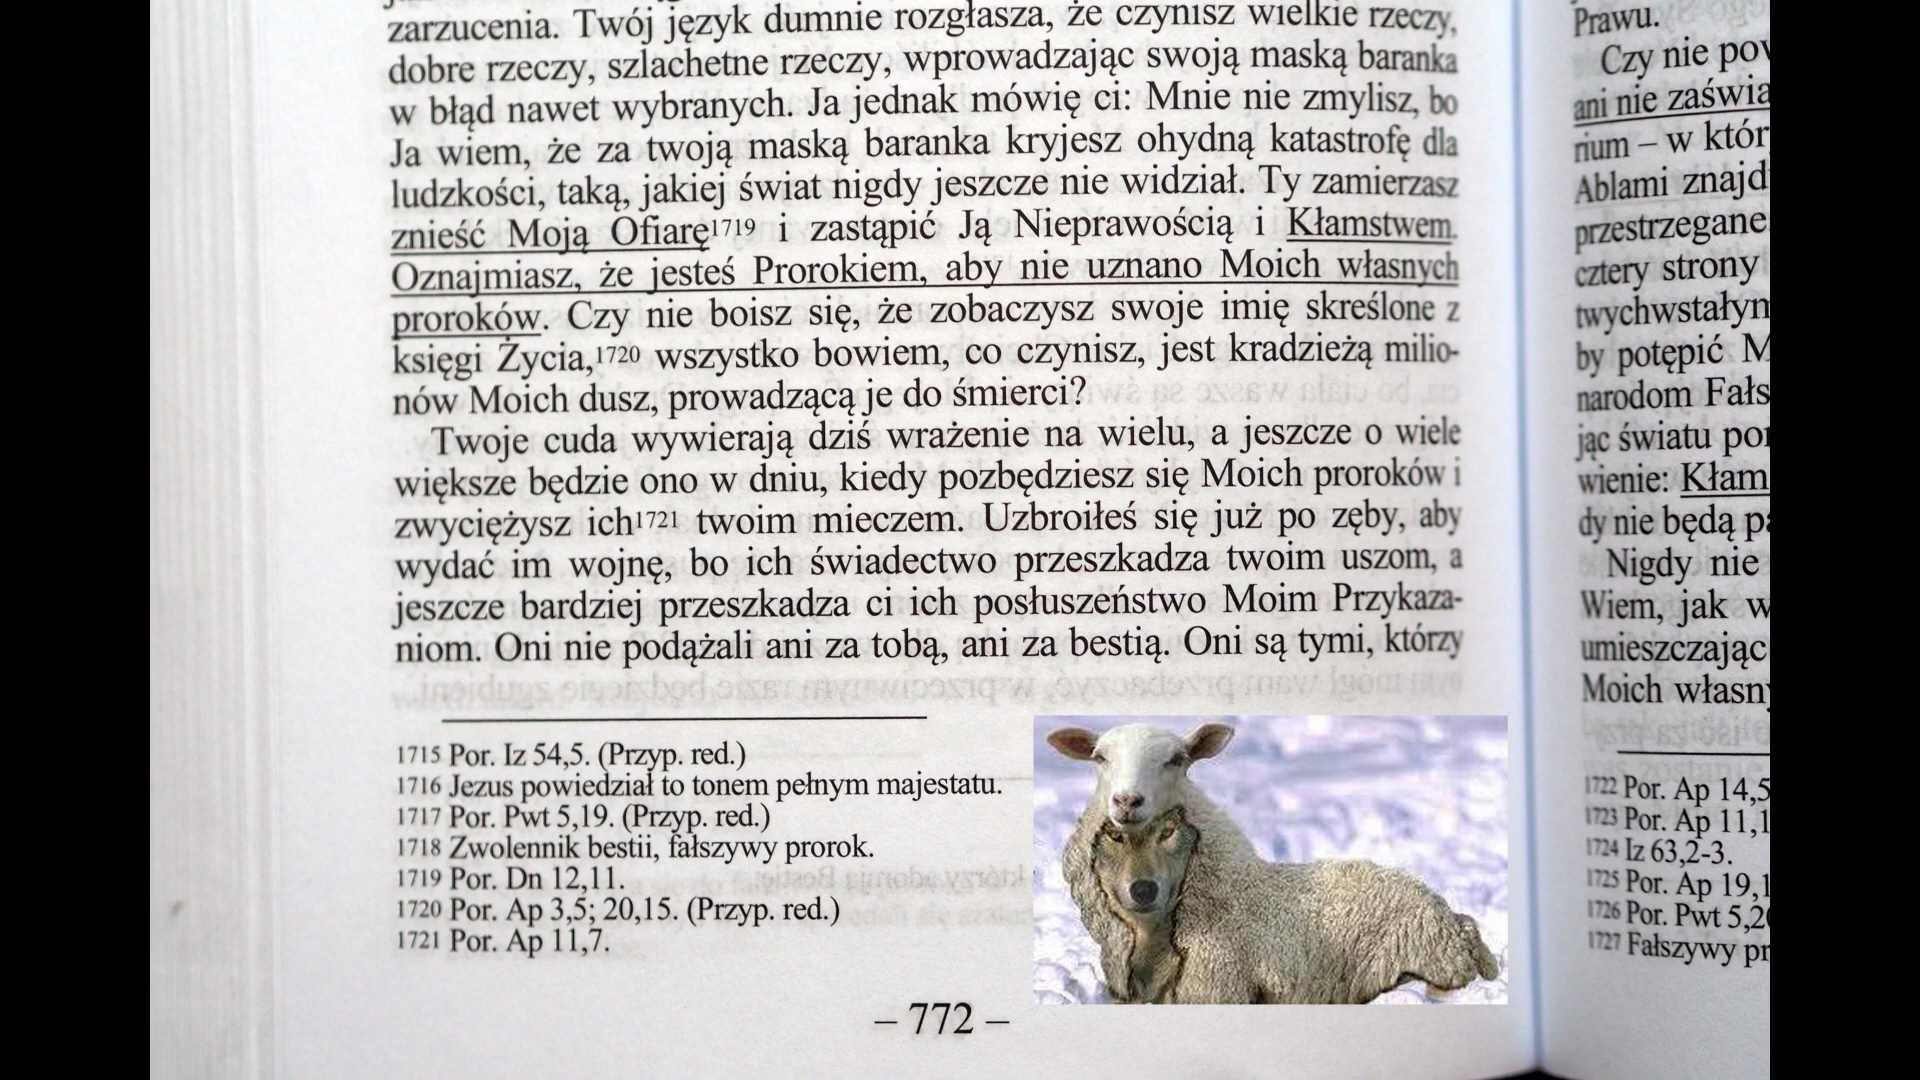 zarzucenia. Twój język dumnie rozgłasza, że czynisz wielkie rzeczy,
dobre rzeczy, szlachetne rzeczy, wprowadzając swoją maską baranka
w błąd nawet wybranych. Ja jednak mówię ci: Mnie nie zmylisz, bo
Ja wiem, że za twoją maską baranka kryjesz ohydną katastrofę dla
ludzkości, taką, jakiej świat nigdy jeszcze nie widział. Ty zamierzasz
znieść Moją Ofiarę1719 i zastąpić Ją Nieprawością i Kłamstwem.
Oznajmiasz, że jesteś Prorokiem, aby nie uznano Moich własnych
proroków. Czy nie boisz się, że zobaczysz swoje imię skreślone z
księgi Życia,1720 wszystko bowiem, co czynisz, jest kradzieżą milio-
nów Moich dusz, prowadzącą je do śmierci?
Twoje cuda wywierają dziś wrażenie na wielu, a jeszcze o wiele
większe będzie ono w dniu, kiedy pozbędziesz się Moich proroków i
zwyciężysz ich1721 twoim mieczem. Uzbroiłeś się już po zęby, aby
wydać im wojnę, bo ich świadectwo przeszkadza twoim uszom, a
jeszcze bardziej przeszkadza ci ich posłuszeństwo Moim Przykaza-
niom. Oni nie podążali ani za tobą, ani za bestią. Oni są tymi, którzy
1715 Por. Iz 54,5. (Przyp. red.)
1716 Jezus powiedział to tonem pełnym majestatu.
1717 Por. Pwt 5,19. (Przyp. red.)
1718 Zwolennik bestii, fałszywy prorok.
1719 Por. Dn 12,11.
1720 Por. Ap 3,5; 20,15. (Przyp. red.)
1721 Por. Ap 11,7.
– 772 –
Prawu.
Czy nie pow
ani nie zaświa
rium – w któr
Ablami znajd
przestrzegane
cztery strony
twychwstałym
by potępić M
narodom Fałs
jąc światu por
wienie: Kłam
dy nie będą pa
Nigdy nie
Wiem, jak w
umieszczając
Moich własny
1722 Por. Ap 14,5
1723 Por. Ap 11,1
1724 Iz 63,2-3.
1725 Por. Ap 19,1
1726 Por. Pwt 5,20
1727 Fałszywy pr